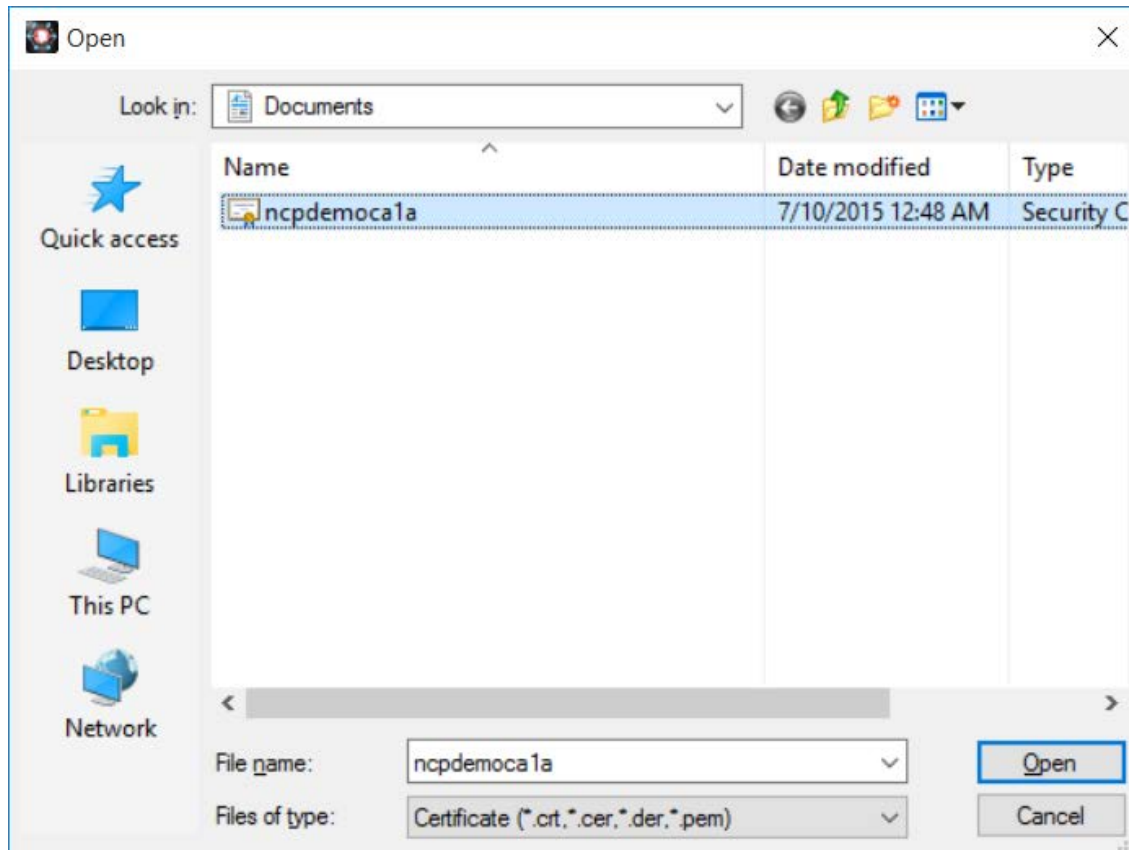 Open
Look in: Documents
Name Date modified Type
ncpdemoca1a 7/10/2015 12:48 AM Security C
Quick access
Desktop
Libraries
This PC
Network
File name: ncpdemoca1a Open
Files of type: Certificate (*.crt,*.cer,*.der,*.pem) Cancel